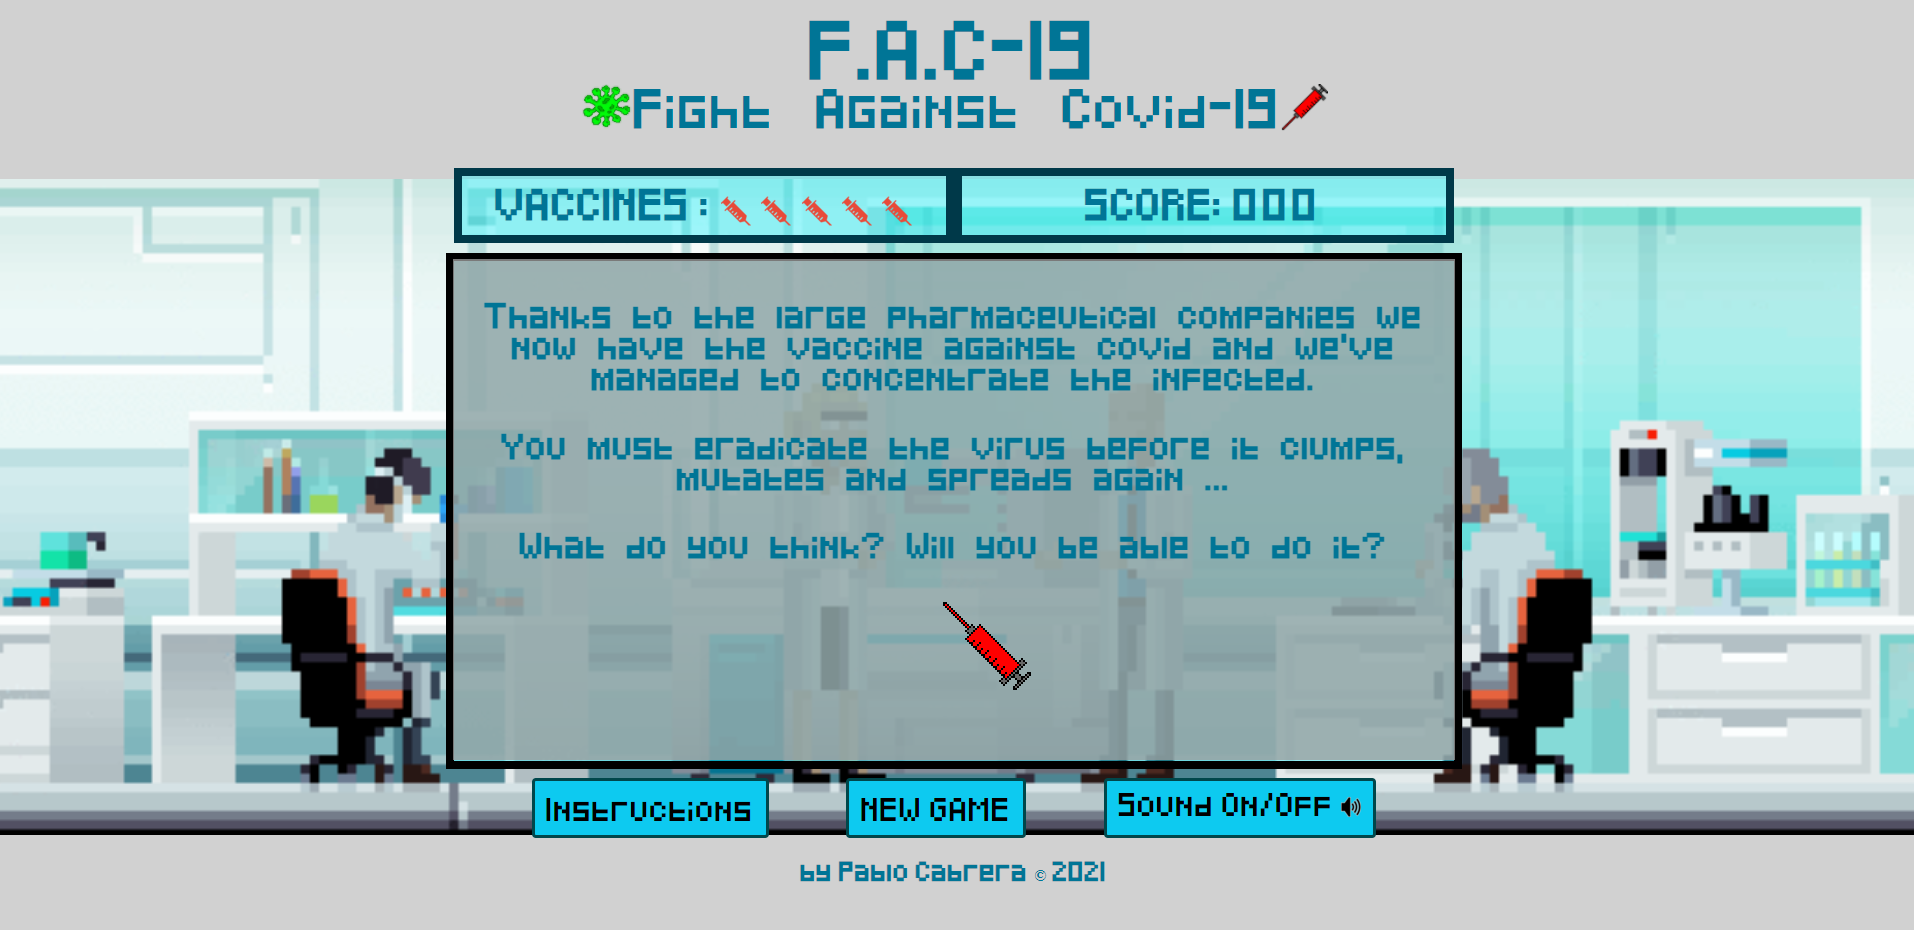 F.A.C-19
Fight Against Covid-19
VACCINES :
SCORE: 000
Thanks to the large pharmaceutical companies we
now have the vaccine against covid and we've
managed to concentrate the infected.
You must eradicate the virus before it clumps,
mutates and spreads again ...
What do you think? Will you be able to do it?
Instructions
NEW GAME
Sound On/Off
by Pablo Cabrera © 2021